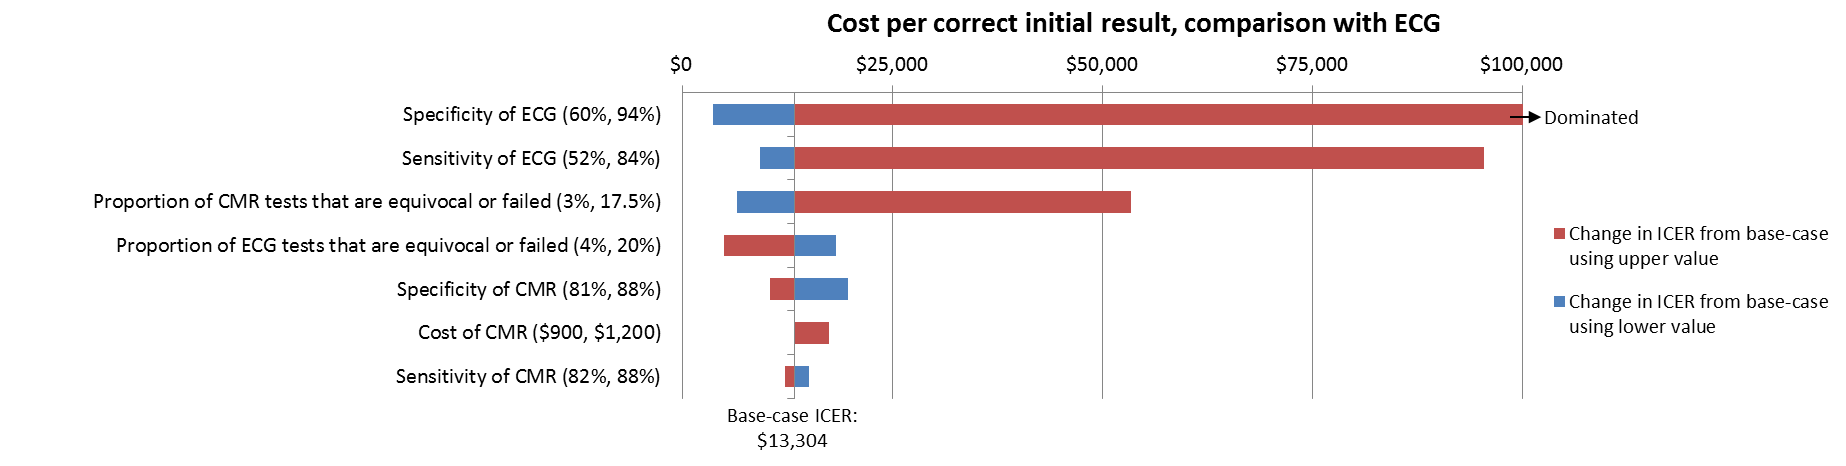 Cost per correct initial result, comparison with ECG
$0 $25,000 $50,000 $75,000 $100,000
Specificity of ECG (60%, 94%)
Dominated
Sensitivity of ECG (52%, 84%)
Proportion of CMR tests that are equivocal or failed (3%, 17.5%)
Proportion of ECG tests that are equivocal or failed (4%, 20%)
Specificity of CMR (81%, 88%)
Cost of CMR ($900, $1,200)
Sensitivity of CMR (82%, 88%)
Change in ICER from base-case
using upper value
Change in ICER from base-case
using lower value
Base-case ICER:
$13,304